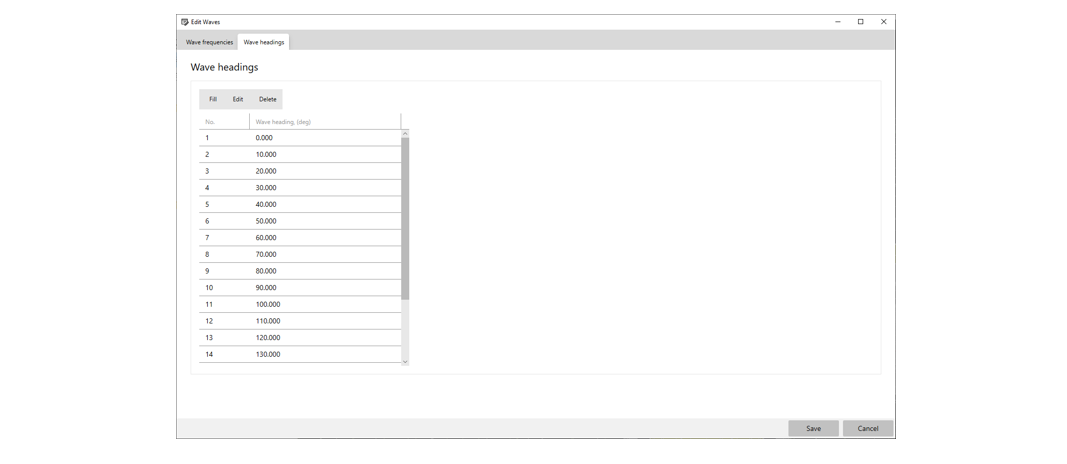 Edit Waves
Wave frequencies Wave headings
Wave headings
Fill Edit Delete
No. Wave heading, (deg)
1 0.000
2 10.000
3 20.000
4 30.000
5 40.000
6 50.000
7 60.000
8 70.000
9 80.000
10 90.000
11 100.000
12 110.000
13 120.000
14 130.000
Save Cancel